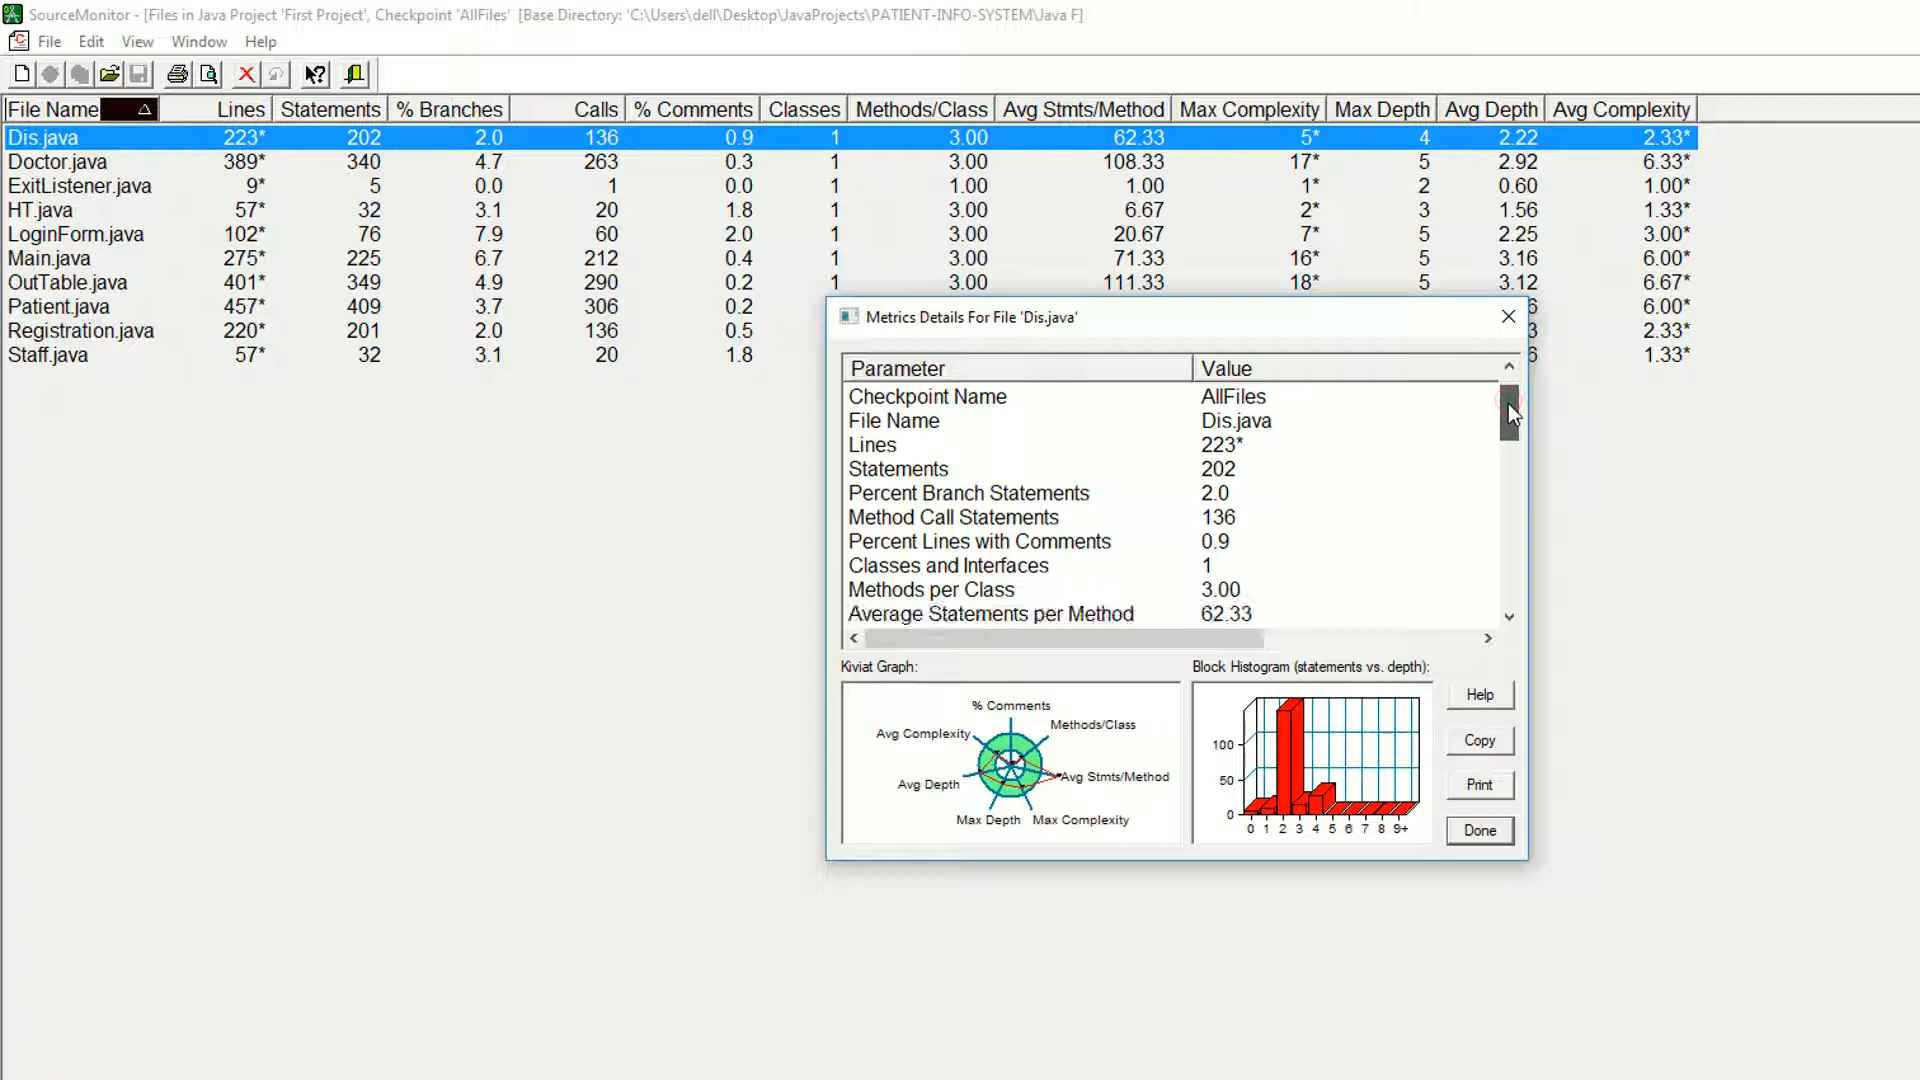 SourceMonitor - [Files in Java Project 'First Project', Checkpoint 'AllFiles' [Base Directory: 'C:\Users\dell\Desktop\JavaProjects\PATIENT-INFO-SYSTEM\Java F]
File Edit View Window Help
File Name Lines Statements % Branches Calls % Comments Classes Methods/Class Avg Stmts/Method Max Complexity Max Depth Avg Depth Avg Complexity
Dis.java 223* 202 2.0 136 0.9 1 3.00 62.33 5* 4 2.22 2.33*
Doctor.java 389* 340 4.7 263 0.3 1 3.00 108.33 17* 5 2.92 6.33*
ExitListener.java 9* 5 0.0 1 0.0 1 1.00 1.00 1* 2 0.60 1.00*
HT.java 57* 32 3.1 20 1.8 1 3.00 6.67 2* 3 1.56 1.33*
LoginForm.java 102* 76 7.9 60 2.0 1 3.00 20.67 7* 5 2.25 3.00*
Main.java 275* 225 6.7 212 0.4 1 3.00 71.33 16* 5 3.16 6.00*
OutTable.java 401* 349 4.9 290 0.2 1 3.00 111.33 18* 5 3.12 6.67*
Patient.java 457* 409 3.7 306 0.2 6 6.00*
Registration.java 220* 201 2.0 136 0.5 3 2.33*
Staff.java 57* 32 3.1 20 1.8 6 1.33*
Metrics Details For File 'Dis.java'
Parameter Value
Checkpoint Name AllFiles
File Name Dis.java
Lines 223*
Statements 202
Percent Branch Statements 2.0
Method Call Statements 136
Percent Lines with Comments 0.9
Classes and Interfaces 1
Methods per Class 3.00
Average Statements per Method 62.33
Kiviat Graph:
% Comments
Methods/Class
Avg Complexity
Avg Stmts/Method
Avg Depth
Max Depth Max Complexity
Block Histogram (statements vs. depth):
100
50
0
0 1 2 3 4 5 6 7 8 9+
Help
Copy
Print
Done